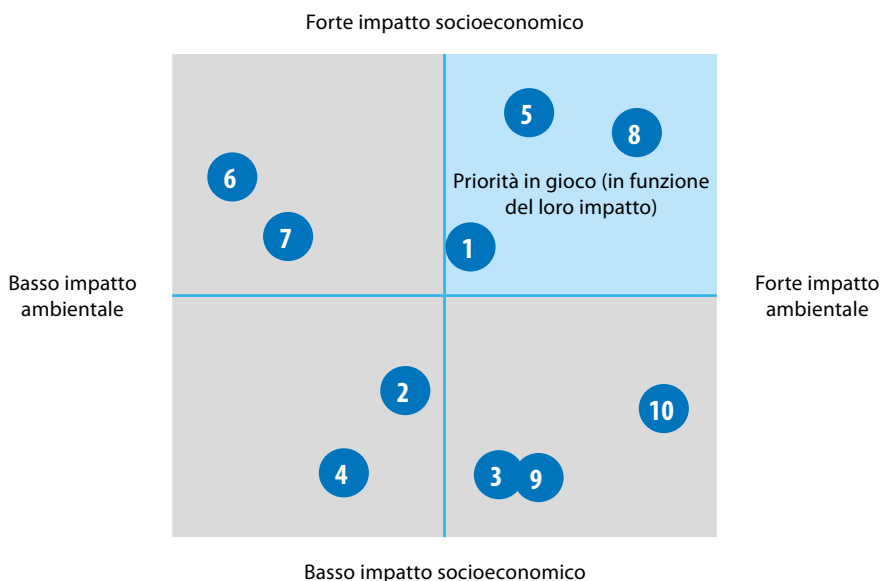 Forte impatto socioeconomico
5
8
6
Priorità in gioco (in funzione
del loro impatto)
7
1
Basso impatto
ambientale
Forte impatto
ambientale
2
10
4
3
9
Basso impatto socioeconomico